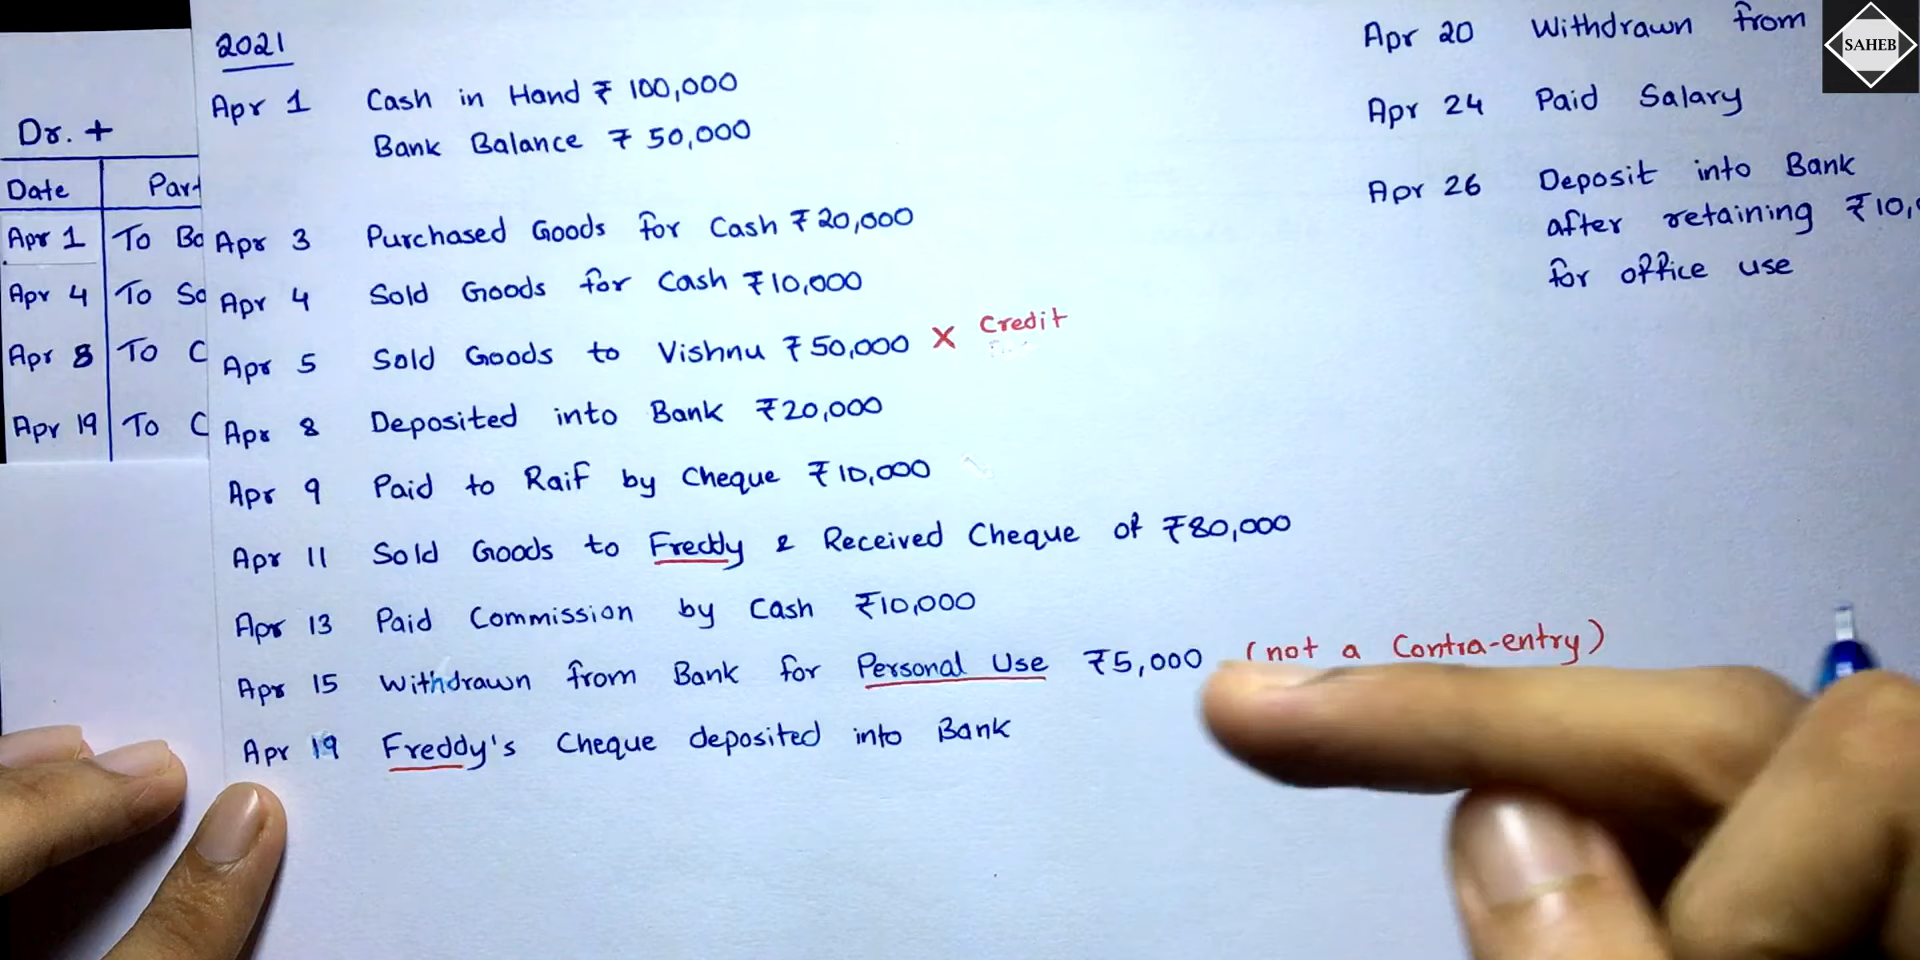 2021
Apr 1 Cash in Hand ₹ 100,000
Bank Balance ₹ 50,000
Apr 3 Purchased Goods for Cash ₹20,000
Apr 4 Sold Goods for Cash ₹10,000
Apr 5 Sold Goods to Vishnu ₹50,000 X Credit
Apr 8 Deposited into Bank ₹20,000
Apr 9 Paid to Raif by Cheque ₹10,000
Apr 11 Sold Goods to Freddy & Received Cheque of ₹80,000
Apr 13 Paid Commission by Cash ₹10,000
Apr 15 Withdrawn from Bank for Personal Use ₹5,000 (not a Contra-entry)
Apr 19 Freddy's Cheque deposited into Bank
Apr 20 Withdrawn from
Apr 24 Paid Salary
Apr 26 Deposit into Bank
after retaining ₹10,
for office use
Dr. +
Date
Apr 1 To
Apr 4 To
Apr 8 To
Apr 19 To
SAHEB